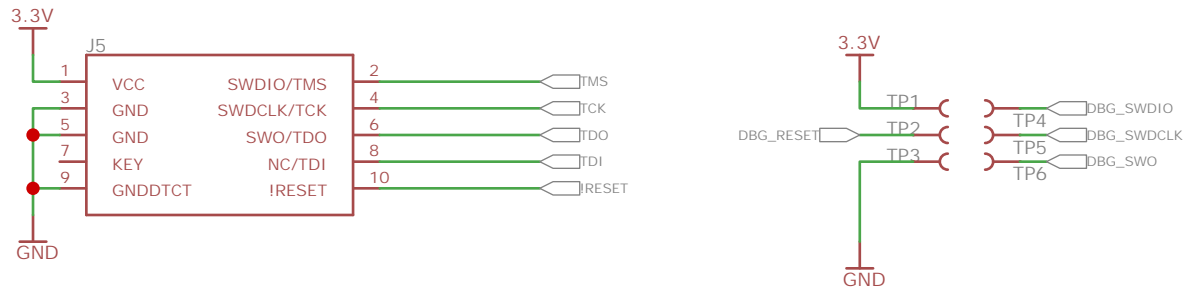 3.3V
J5
1 VCC SWDIO/TMS 2 TMS
3 GND SWDCLK/TCK 4 TCK
5 GND SWO/TDO 6 TDO
7 KEY NC/TDI 8 TDI
9 GNDDTCT !RESET 10 !RESET
GND
3.3V
TP1 DBG_SWDIO
TP4
DBG_RESET TP2 DBG_SWDCLK
TP5
TP3 DBG_SWO
TP6
GND